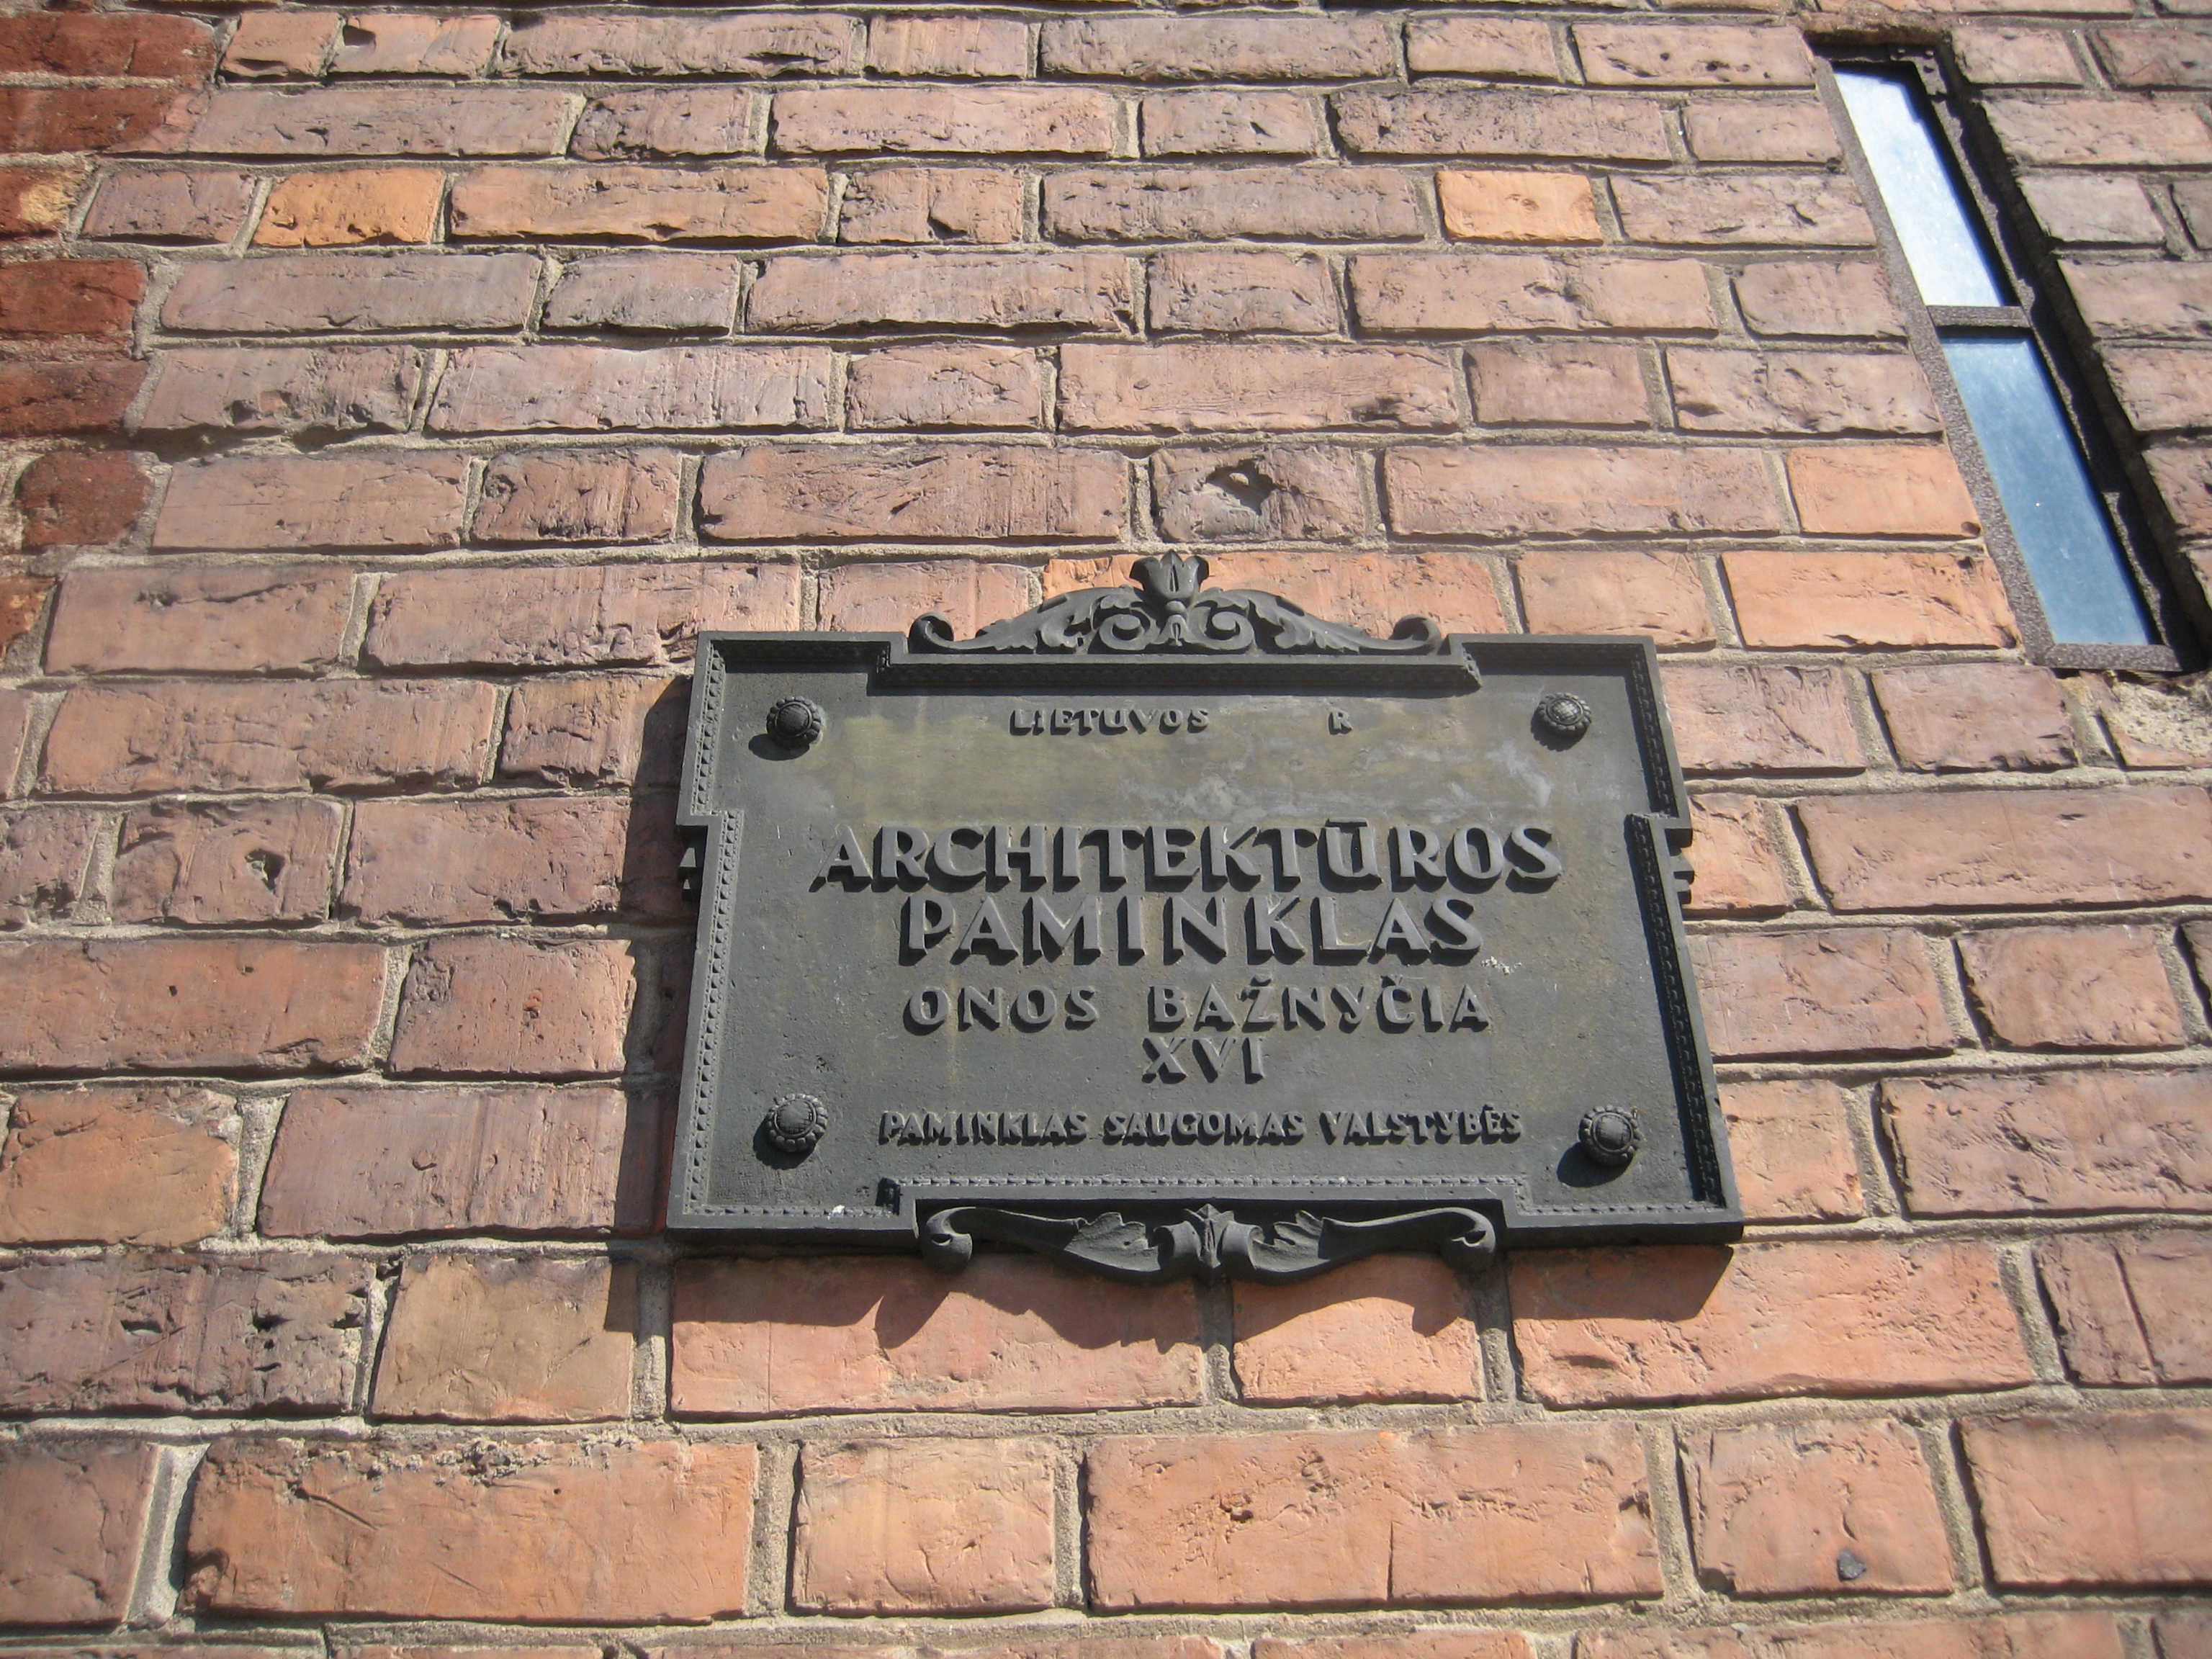 LIETUVOS R
ARCHITEKTŪROS
PAMINKLAS
ONOS BAŽNYČIA
XVI
PAMINKLAS SAUGOMAS VALSTYBĖS